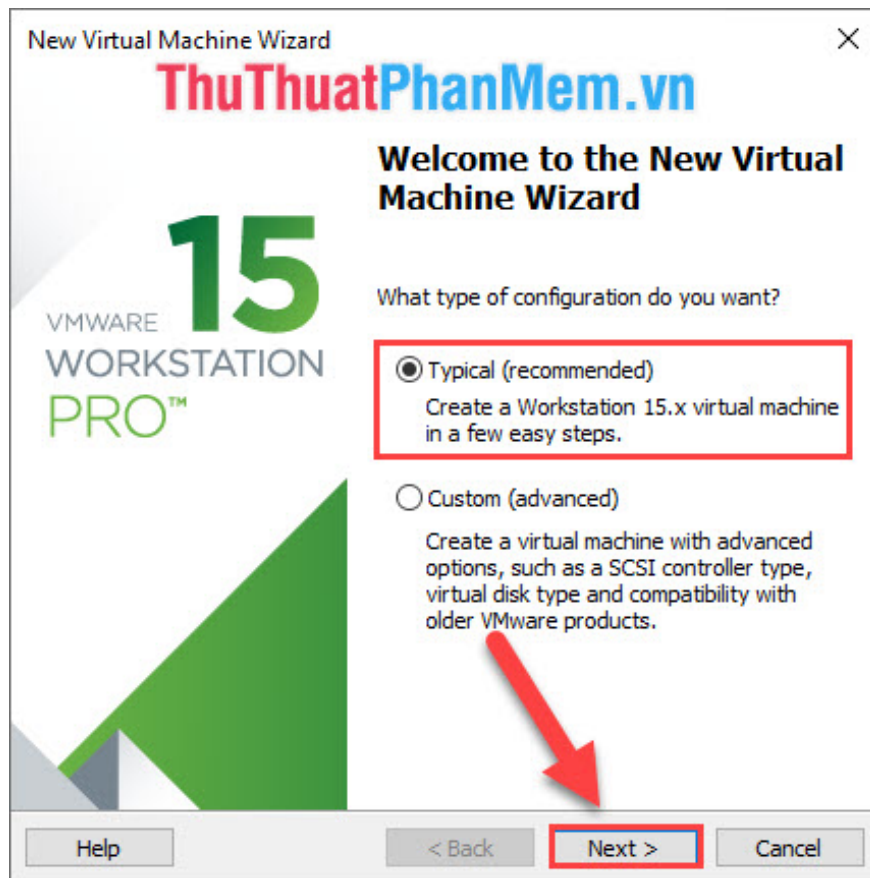 New Virtual Machine Wizard
ThuThuatPhanMem.vn
Welcome to the New Virtual
Machine Wizard
15
VMWARE
WORKSTATION
PRO™
What type of configuration do you want?
Typical (recommended)
Create a Workstation 15.x virtual machine
in a few easy steps.
Custom (advanced)
Create a virtual machine with advanced
options, such as a SCSI controller type,
virtual disk type and compatibility with
older VMware products.
Help
< Back
Next >
Cancel